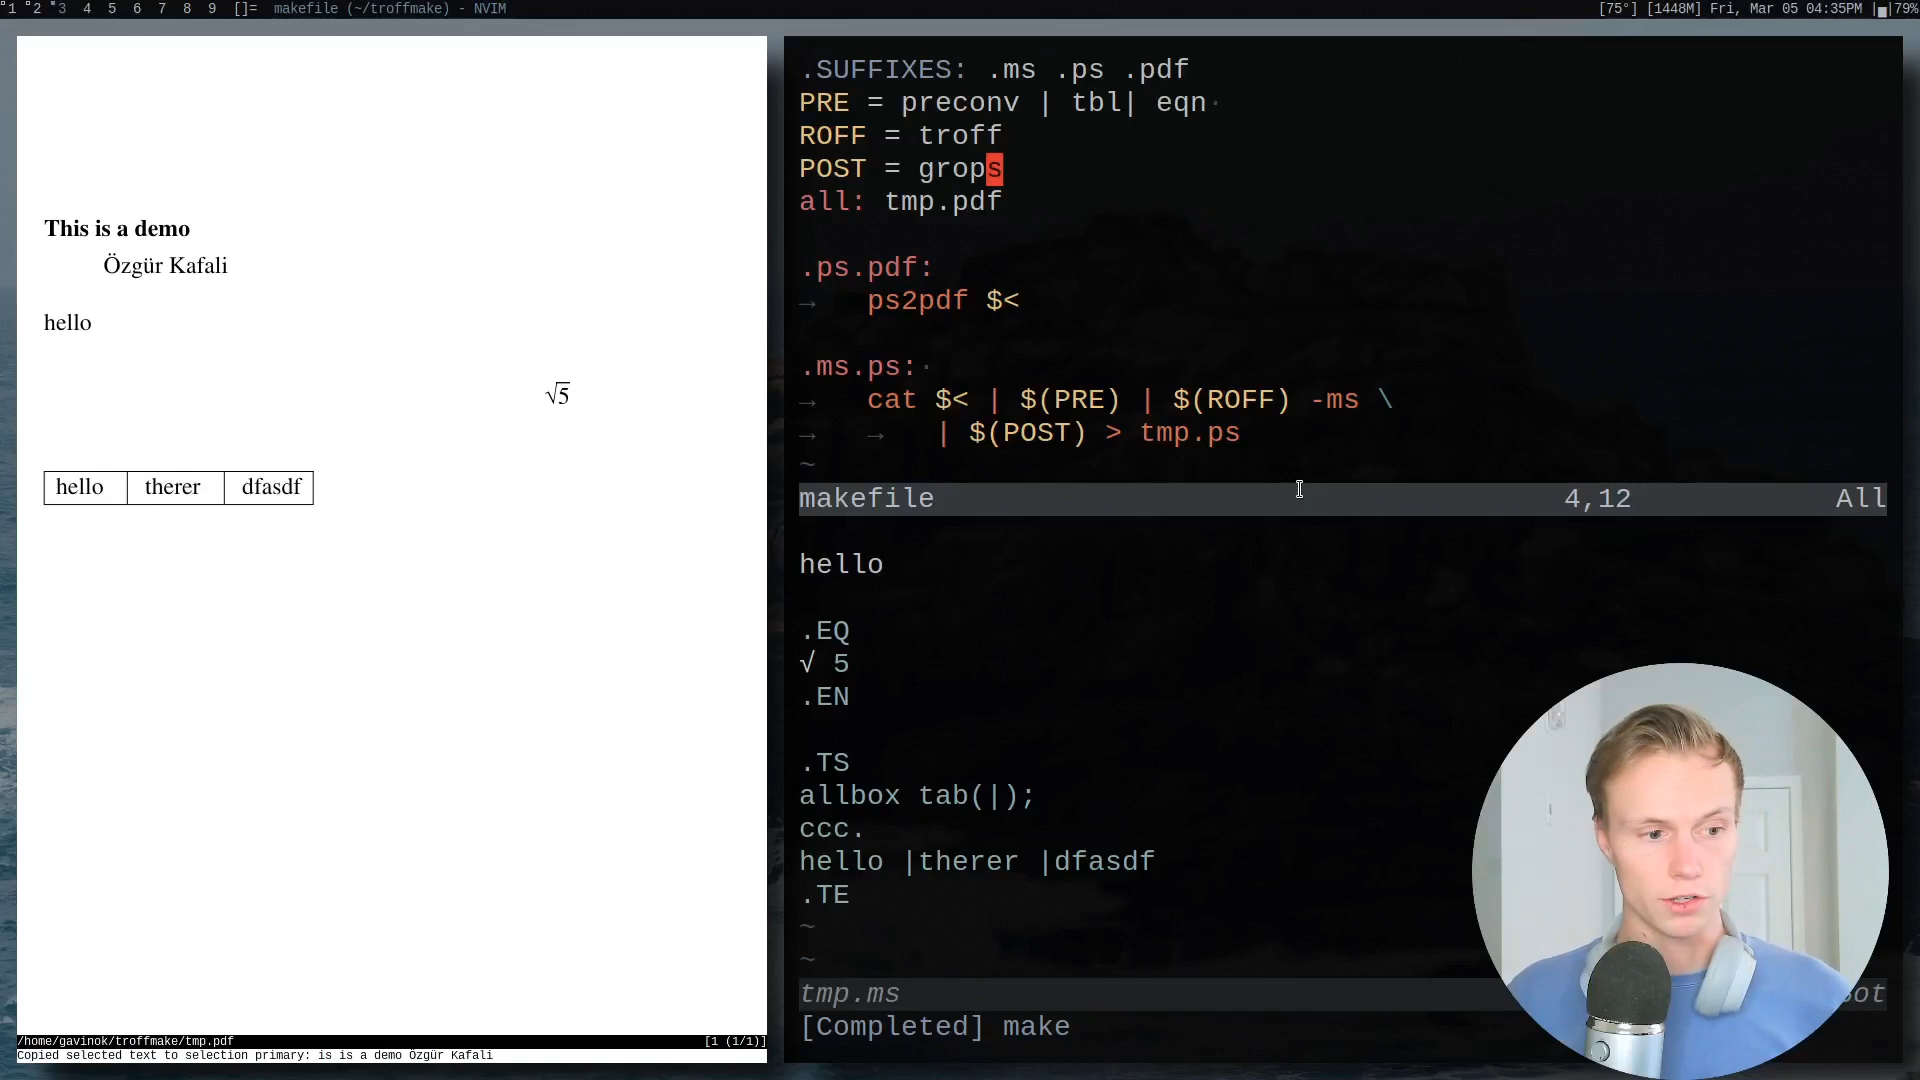 1 2 3 4 5 6 7 8 9 []= makefile (~/troffmake) - NVIM
[75°] [1448M] Fri, Mar 05 04:35PM |▄|79%
This is a demo
Özgür Kafali
hello
√5
hello therer dfasdf
/home/gavinok/troffmake/tmp.pdf [1 (1/1)]
Copied selected text to selection primary: is is a demo Özgür Kafali
.SUFFIXES: .ms .ps .pdf
PRE = preconv | tbl| eqn·
ROFF = troff
POST = grops
all: tmp.pdf
.ps.pdf:
→ ps2pdf $<
.ms.ps:·
→ cat $< | $(PRE) | $(ROFF) -ms \
→ → | $(POST) > tmp.ps
~
makefile 4,12 All
hello
.EQ
√ 5
.EN
.TS
allbox tab(|);
ccc.
hello |therer |dfasdf
.TE
~
~
tmp.ms
[Completed] make